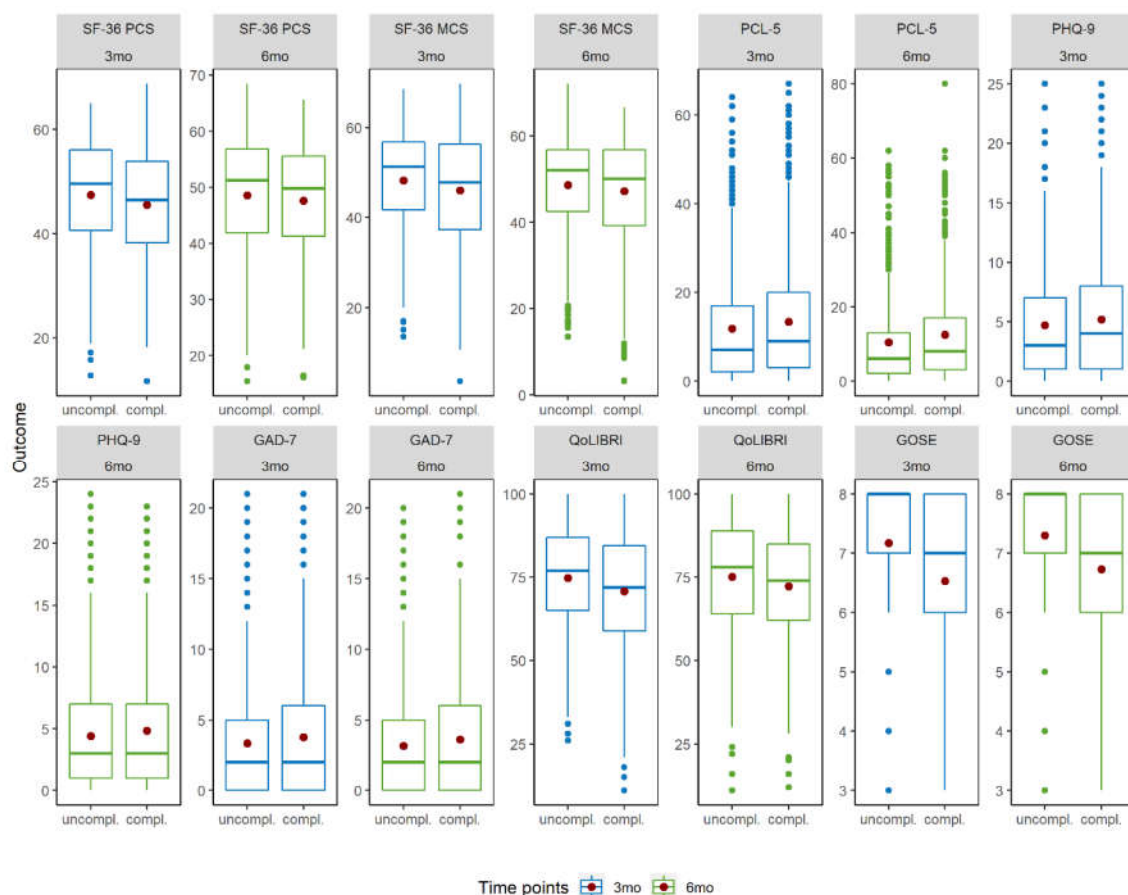 SF-36 PCS SF-36 PCS SF-36 MCS SF-36 MCS PCL-5 PCL-5 PHQ-9
3mo 6mo 3mo 6mo 3mo 6mo 3mo
60 70 60 60 60 80 25
60 20
50 60
40 40 40 40 15
40 40
10
30 20 20 20 20
20 5
20 0 0 0 0
uncompl. compl. uncompl. compl. uncompl. compl. uncompl. compl. uncompl. compl. uncompl. compl. uncompl. compl.
Outcome
PHQ-9 GAD-7 GAD-7 QoLIBRI QoLIBRI GOSE GOSE
6mo 3mo 6mo 3mo 6mo 3mo 6mo
25 20 20 100 100 8 8
20 7 7
15 15 15 75 75
6 6
10 10 10 50 50 5 5
5 5 5 4 4
25 25
0 0 0 3 3
uncompl. compl. uncompl. compl. uncompl. compl. uncompl. compl. uncompl. compl. uncompl. compl. uncompl. compl.
Time points 3mo 6mo